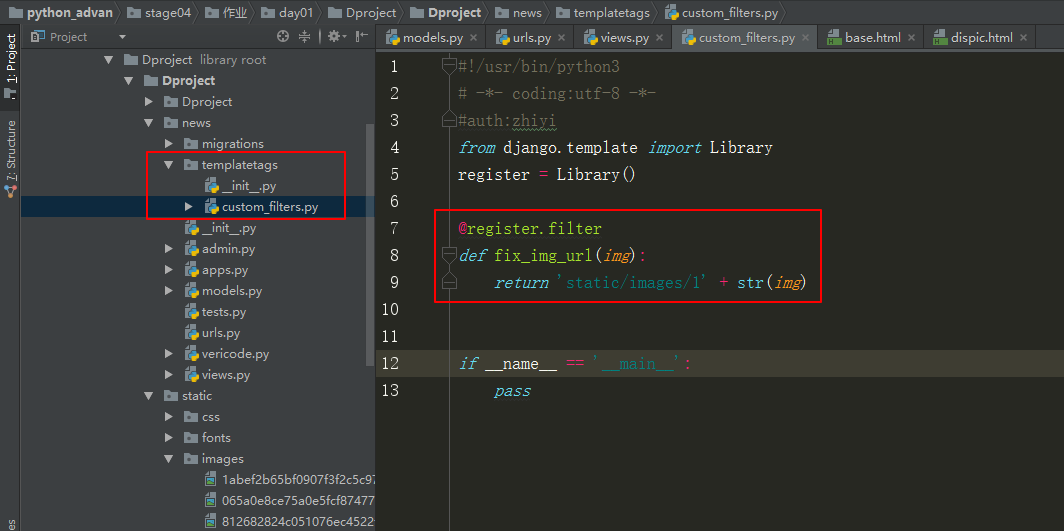 python_advan stage04 作业 day01 Dproject Dproject news templatetags custom_filters.py
Project
models.py urls.py views.py custom_filters.py base.html dispic.html
1: Project
7: Structure
es
Dproject library root
Dproject
Dproject
news
migrations
templatetags
__init__.py
custom_filters.py
__init__.py
admin.py
apps.py
models.py
tests.py
urls.py
vericode.py
views.py
static
css
fonts
images
1abef2b65bf0907f3f2c5c97
065a0e8ce75a0e5fcf87477
812682824c051076ec4522
1 #!/usr/bin/python3
2 # -*- coding:utf-8 -*-
3 #auth:zhiyi
4 from django.template import Library
5 register = Library()
6
7 @register.filter
8 def fix_img_url(img):
9 return 'static/images/1' + str(img)
10
11
12 if __name__ == '__main__':
13 pass